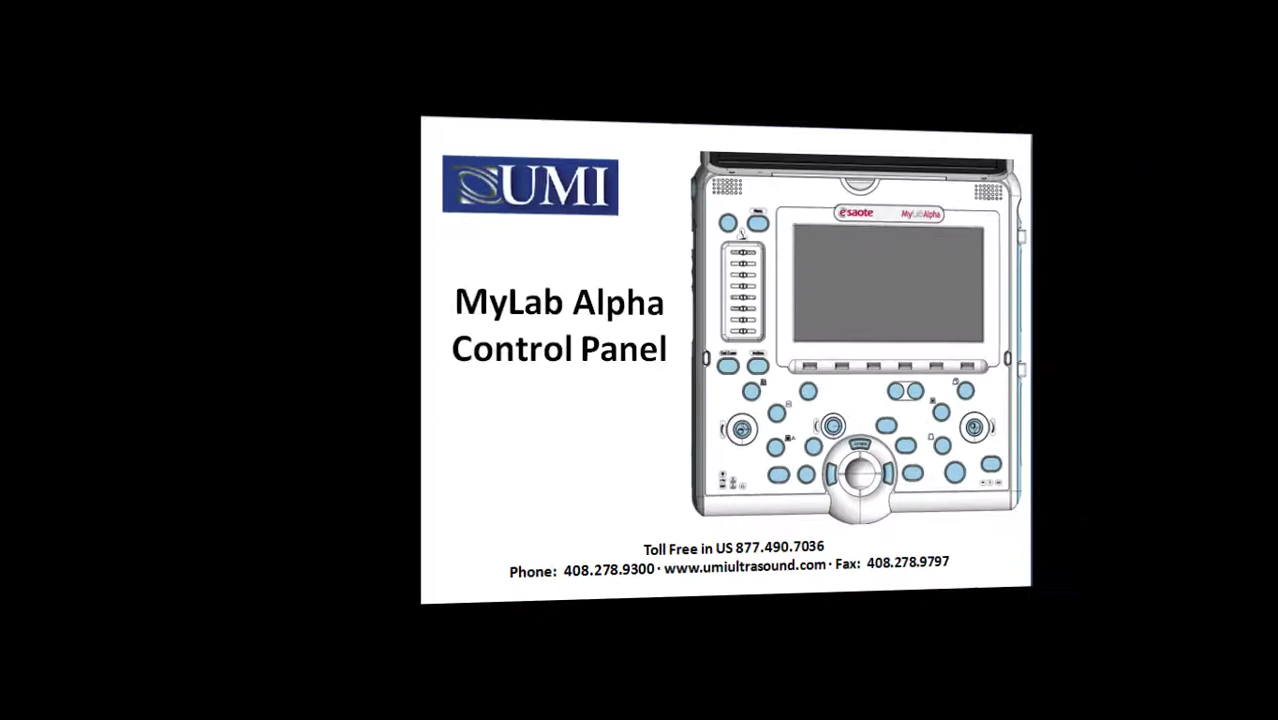 UMI
MyLab Alpha
Control Panel
esaote MyLabAlpha
Toll Free in US 877.490.7036
Phone: 408.278.9300 · www.umiultrasound.com · Fax: 408.278.9797